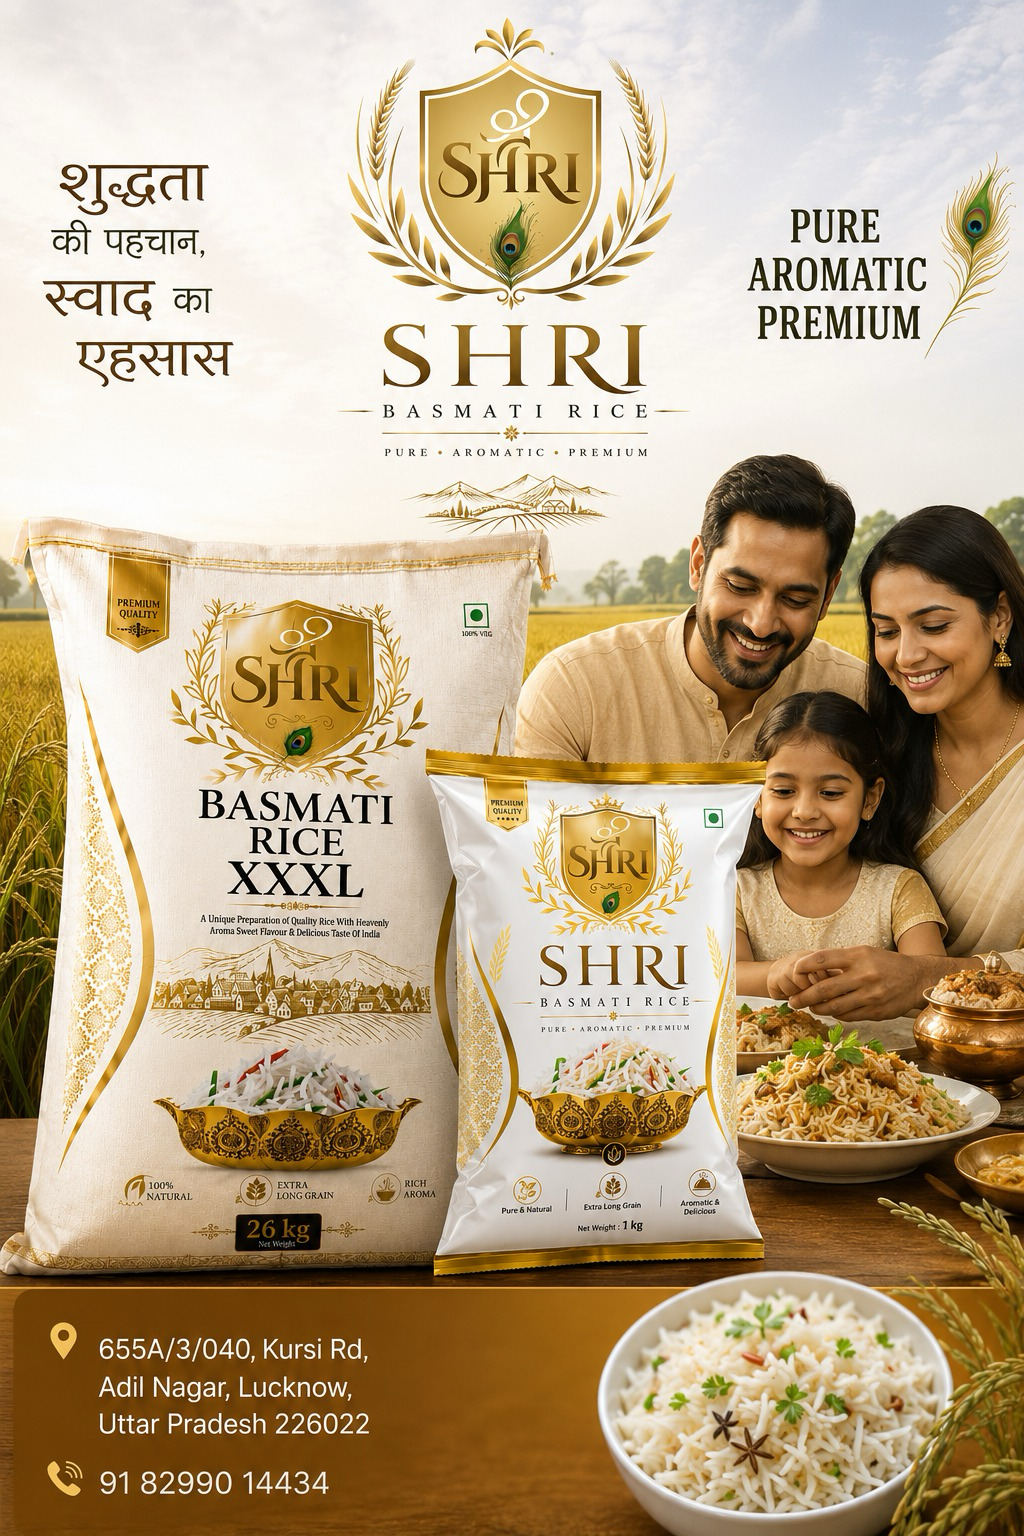 श्री
SHRI
शुद्धता
की पहचान,
स्वाद का
एहसास
PURE
AROMATIC
PREMIUM
SHRI
BASMATI RICE
PURE • AROMATIC • PREMIUM
PREMIUM
QUALITY
100% VEG
SHRI
BASMATI
RICE
XXXL
A Unique Preparation of Quality Rice With Heavenly
Aroma Sweet Flavour & Delicious Taste Of India
100%
NATURAL
EXTRA
LONG GRAIN
RICH
AROMA
26 kg
Net Weight
PREMIUM
QUALITY
SHRI
SHRI
BASMATI RICE
PURE • AROMATIC • PREMIUM
Pure & Natural
Extra Long Grain
Aromatic &
Delicious
Net Weight : 1 kg
655A/3/040, Kursi Rd,
Adil Nagar, Lucknow,
Uttar Pradesh 226022
91 82990 14434